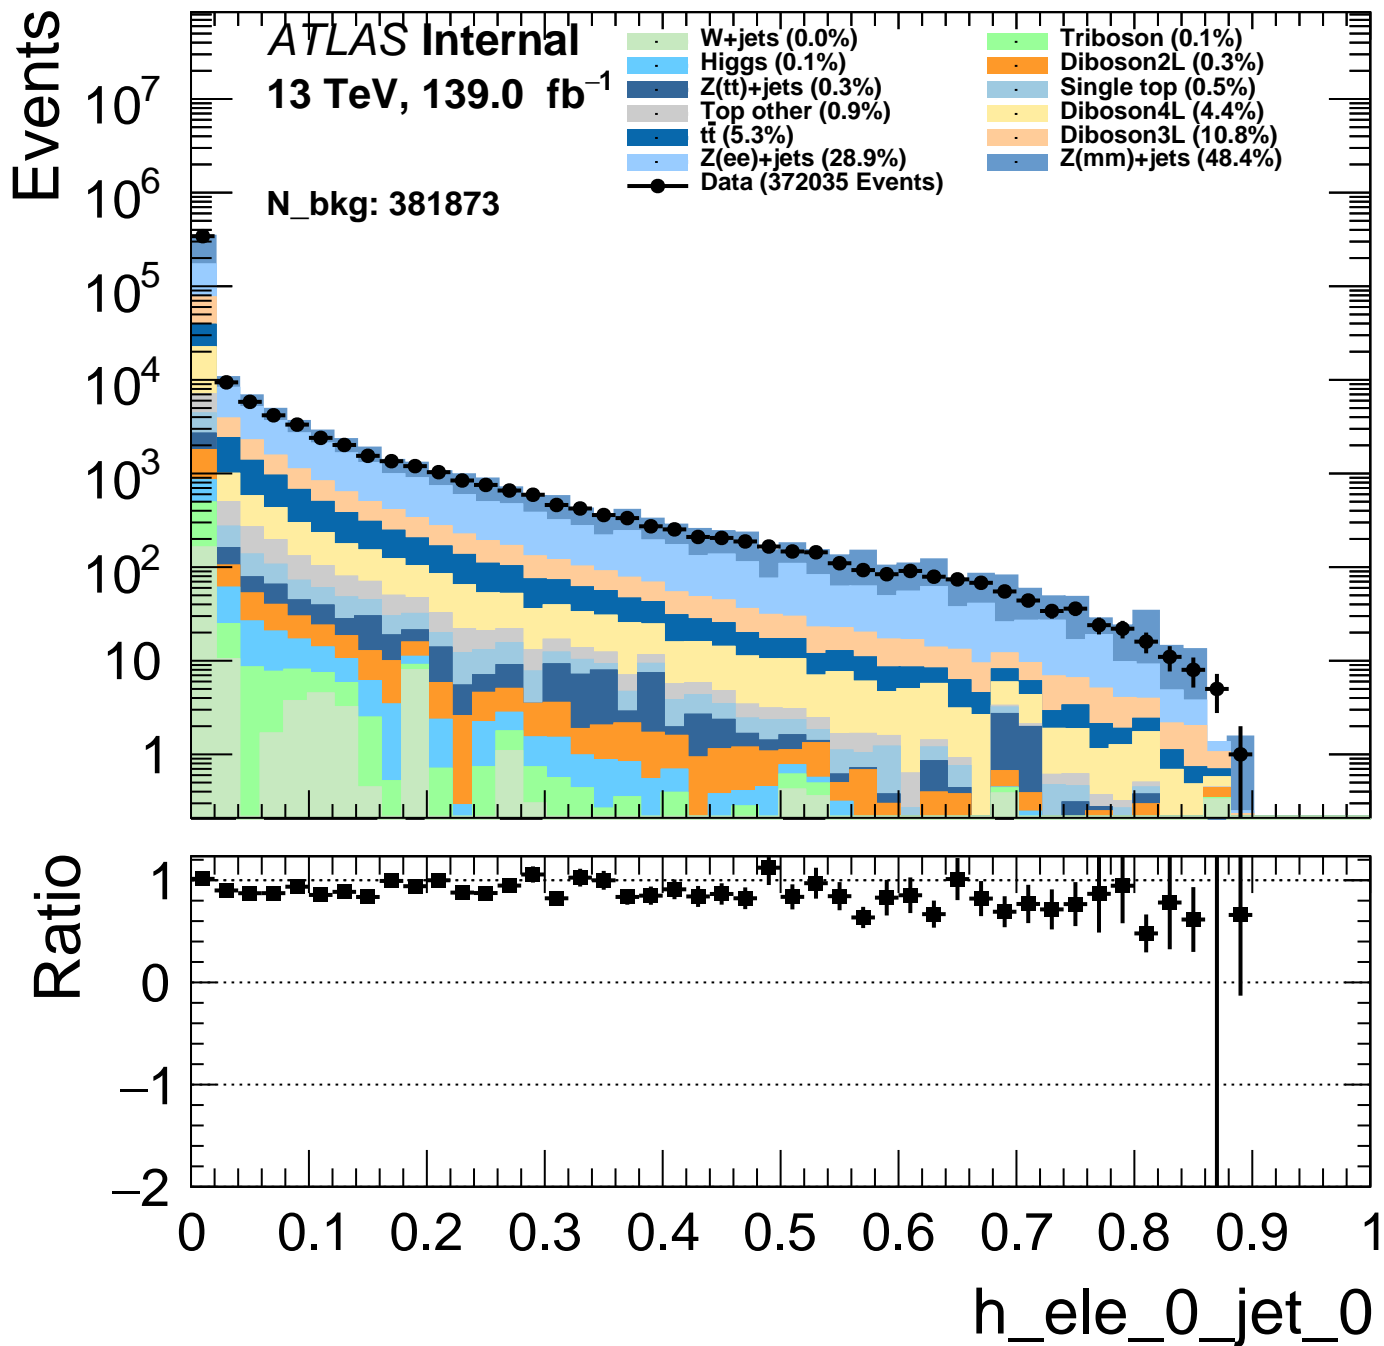 Events
ATLAS Internal
13 TeV, 139.0 fb⁻¹
N_bkg: 381873
W+jets (0.0%)
Higgs (0.1%)
Z(tt)+jets (0.3%)
Top other (0.9%)
tt̄ (5.3%)
Z(ee)+jets (28.9%)
Data (372035 Events)
Triboson (0.1%)
Diboson2L (0.3%)
Single top (0.5%)
Diboson4L (4.4%)
Diboson3L (10.8%)
Z(mm)+jets (48.4%)
10⁷
10⁶
10⁵
10⁴
10³
10²
10
1
Ratio
1
0
−1
−2
0 0.1 0.2 0.3 0.4 0.5 0.6 0.7 0.8 0.9 1
h_ele_0_jet_0